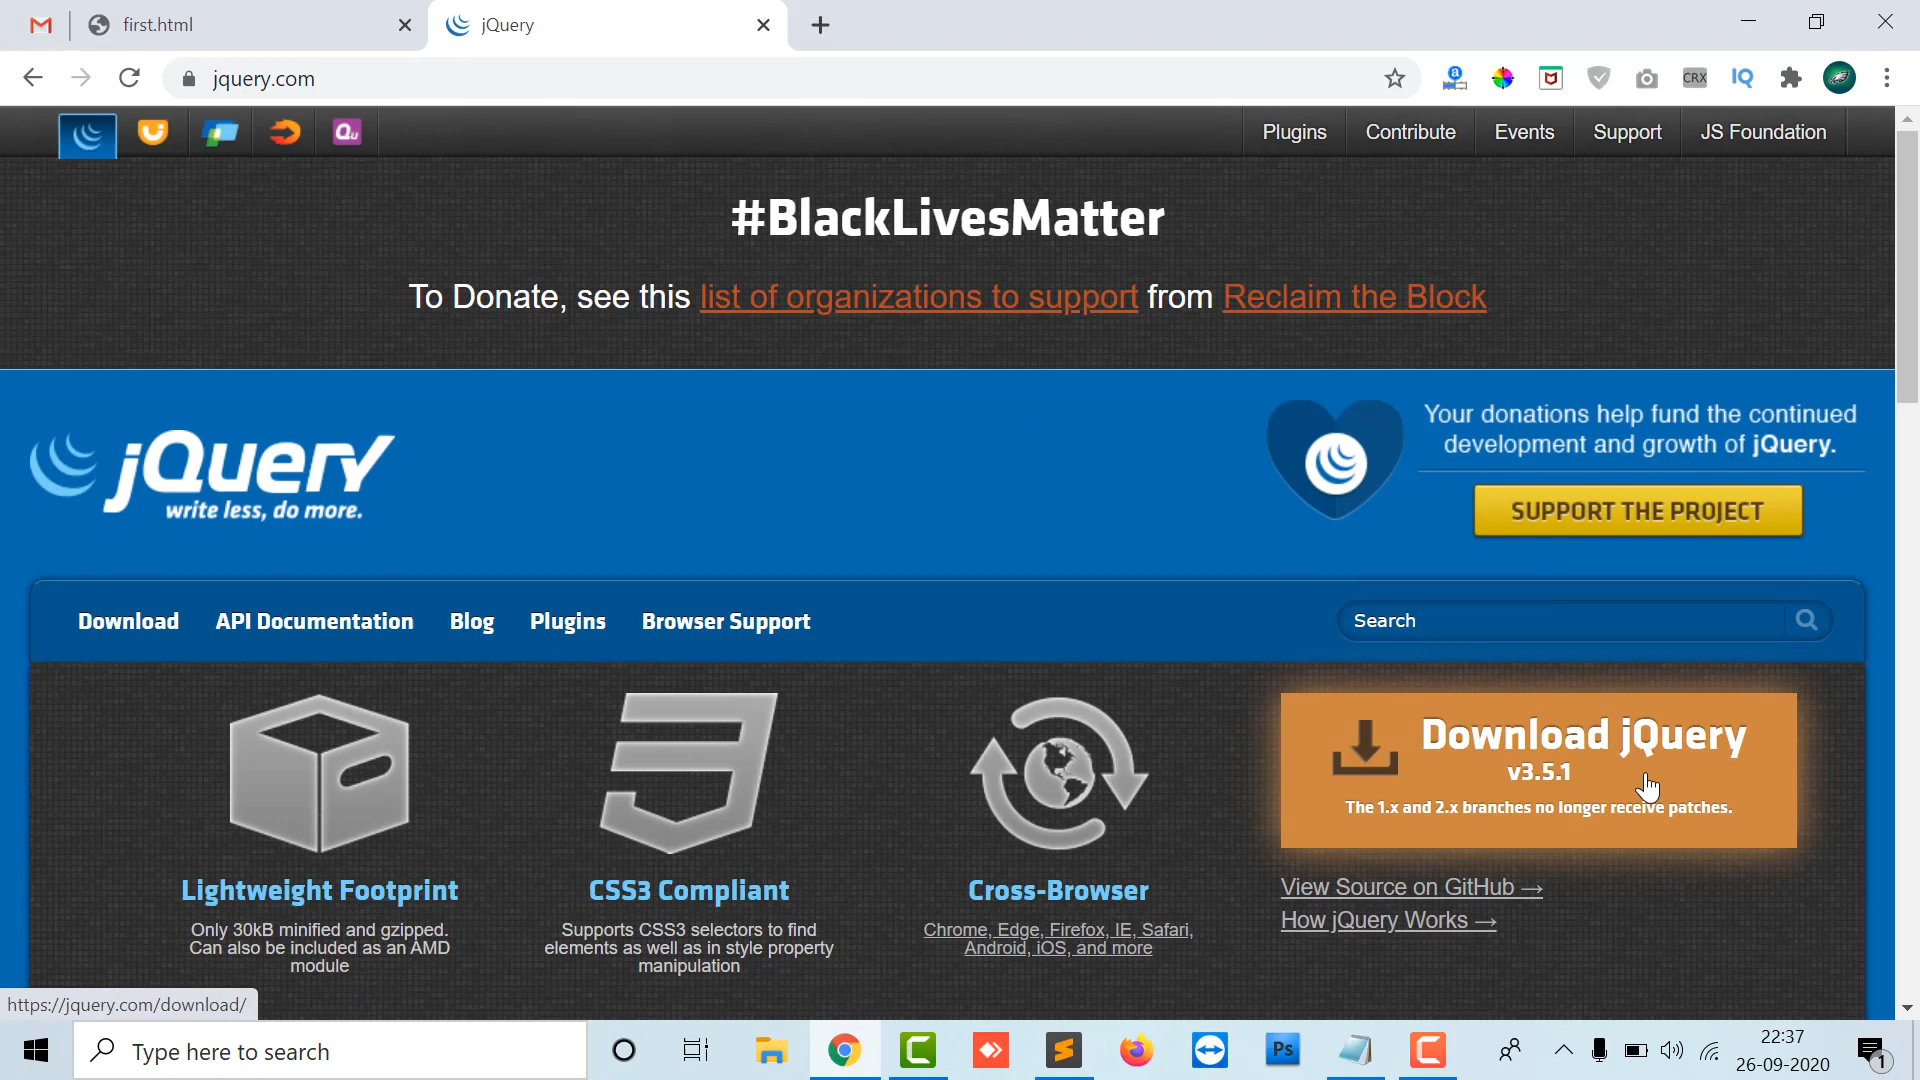 first.html
jQuery
jquery.com
CRX
IQ
Qu
Plugins
Contribute
Events
Support
JS Foundation
#BlackLivesMatter
To Donate, see this list of organizations to support from Reclaim the Block
jQuery
write less, do more.
Your donations help fund the continued
development and growth of jQuery.
SUPPORT THE PROJECT
Download
API Documentation
Blog
Plugins
Browser Support
Search
Download jQuery
v3.5.1
The 1.x and 2.x branches no longer receive patches.
Lightweight Footprint
Only 30kB minified and gzipped.
Can also be included as an AMD
module
CSS3 Compliant
Supports CSS3 selectors to find
elements as well as in style property
manipulation
Cross-Browser
Chrome, Edge, Firefox, IE, Safari,
Android, iOS, and more
View Source on GitHub →
How jQuery Works →
https://jquery.com/download/
Type here to search
Ps
22:37
26-09-2020
1